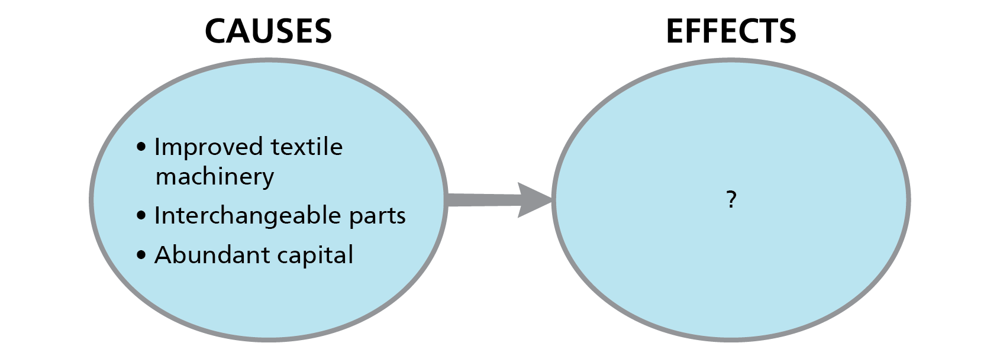 CAUSES
EFFECTS
• Improved textile
machinery
• Interchangeable parts
• Abundant capital
?